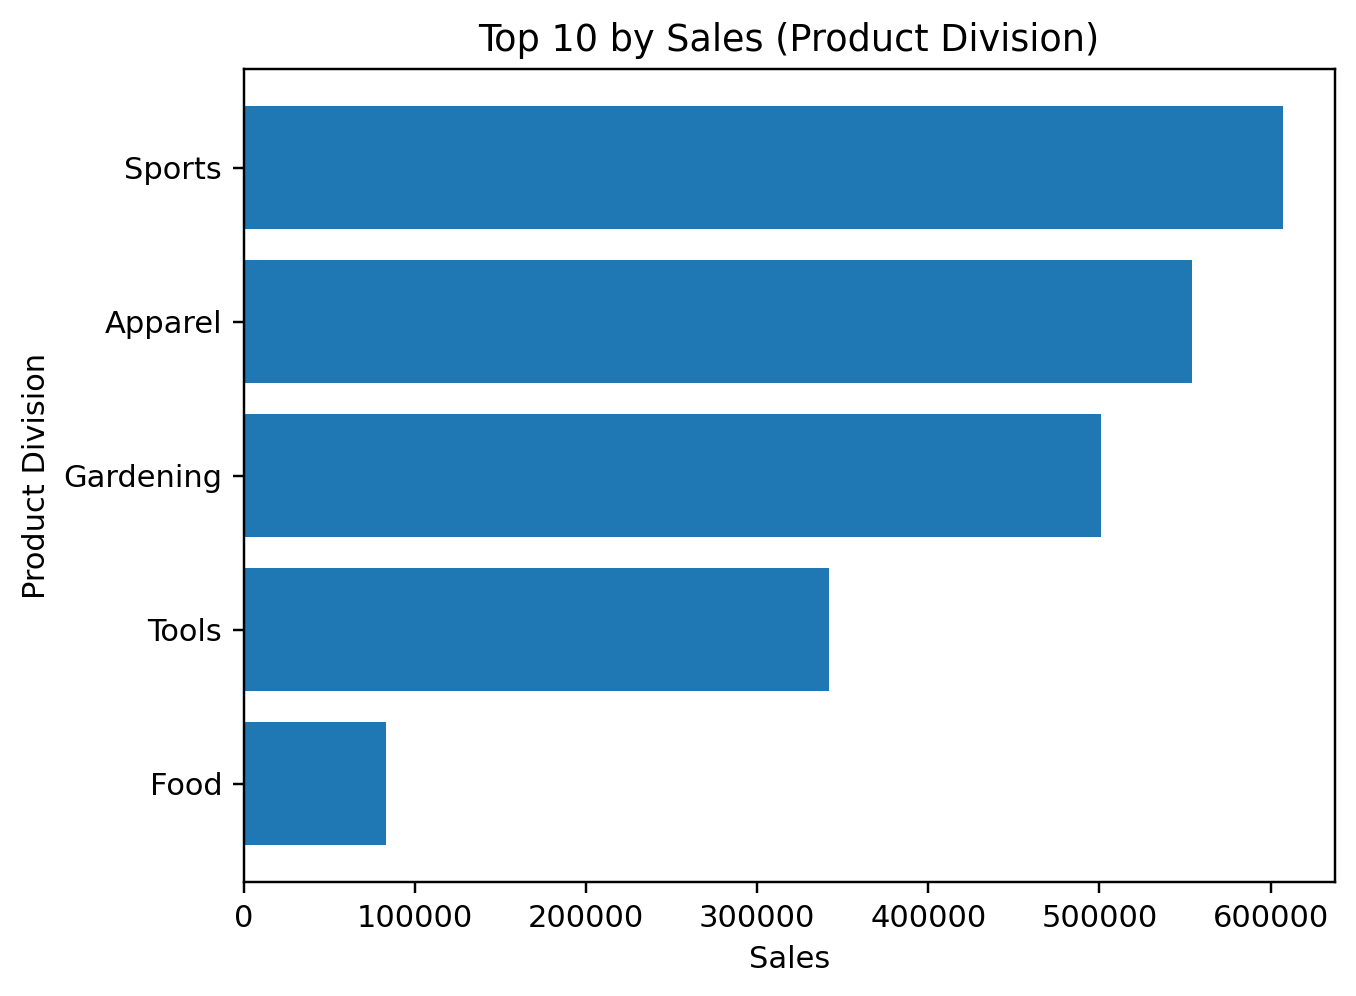 Top 10 by Sales (Product Division)
Product Division
Sports
Apparel
Gardening
Tools
Food
0 100000 200000 300000 400000 500000 600000
Sales